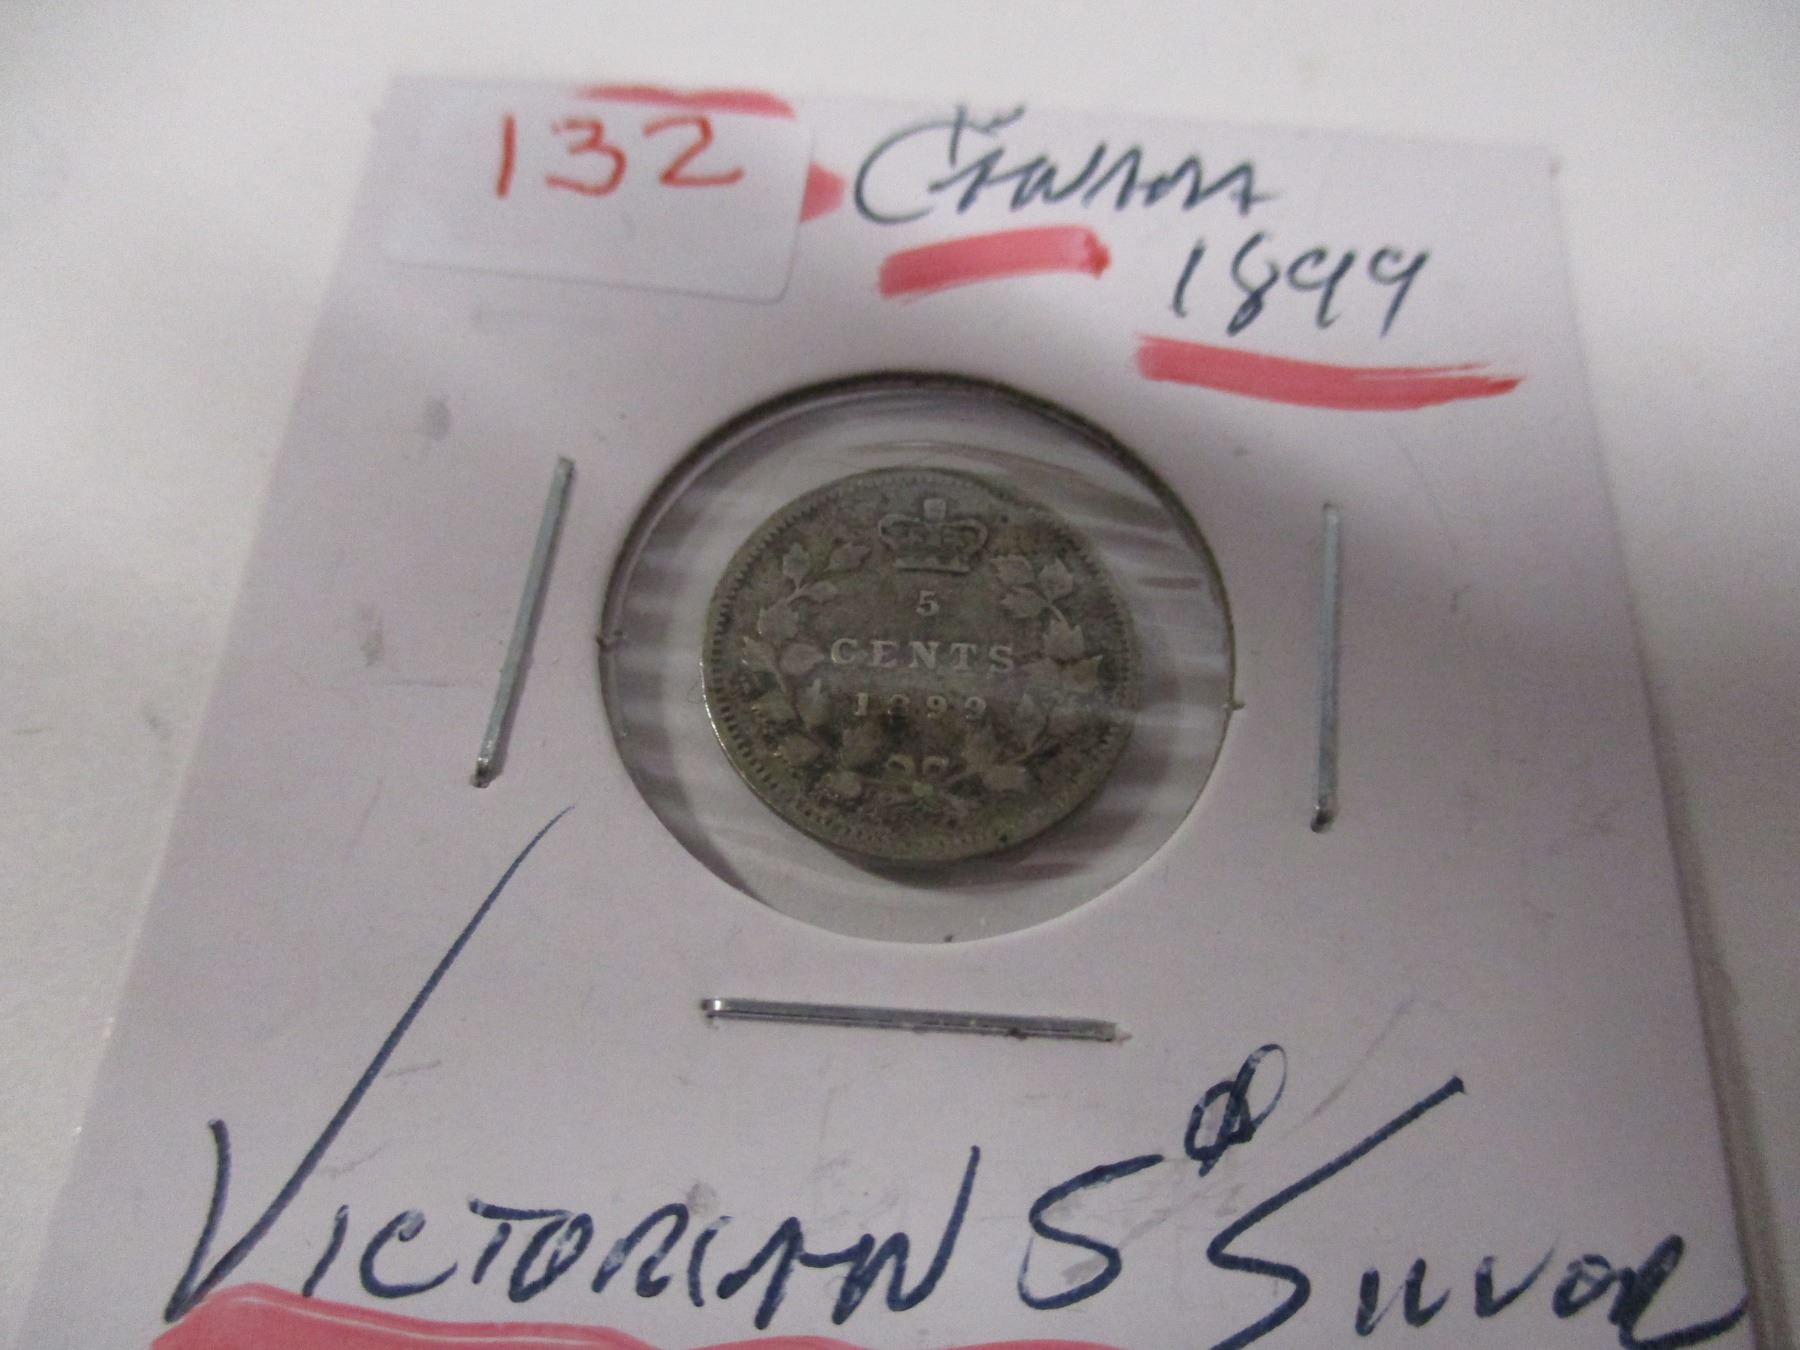 132
CANADA
1899
5
CENTS
1899
VICTORIAN 5¢ SILVER